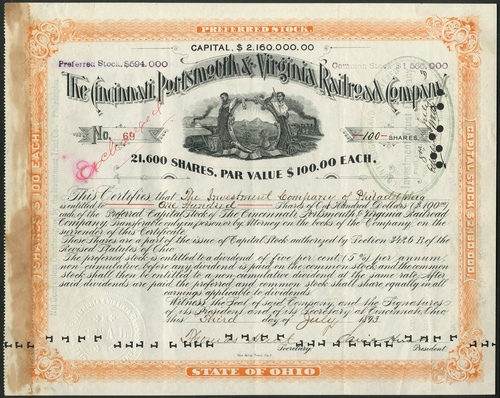 PREFERRED STOCK.
CAPITAL, $ 2,160,000.00
Preferred Stock, $594,000
Common Stock $1,566,000
The Cincinnati, Portsmouth & Virginia Railroad Company
No. 69
100 SHARES
21,600 SHARES. PAR VALUE $100.00 EACH.
This Certifies that The Investment Company of Philadelphia
is entitled to One Hundred Shares of One Hundred Dollars ($100.00)
each of the Preferred Capital Stock of The Cincinnati, Portsmouth & Virginia Railroad
Company, Transferable only in person or by Attorney on the books of the Company, on the
surrender of this Certificate.
These Shares are a part of the issue of Capital Stock authorized by Section
Revised Statutes of Ohio.
The preferred stock is entitled to a dividend of five per cent. (5%) per annum,
non-cumulative before any dividend is paid on the common stock and the common
stock shall then be entitled to a non-cumulative dividend at the same rate. After
said dividends are paid the preferred and common stock shall share equally in all
earnings applicable to dividends.
Witness the Seal of said Company, and the Signatures
of its President and of its Secretary at Cincinnati, Ohio
this Third day of July 1893
Secretary. President.
STATE OF OHIO
SHARES $100 EACH.
CAPITAL STOCK, $2,160,000.